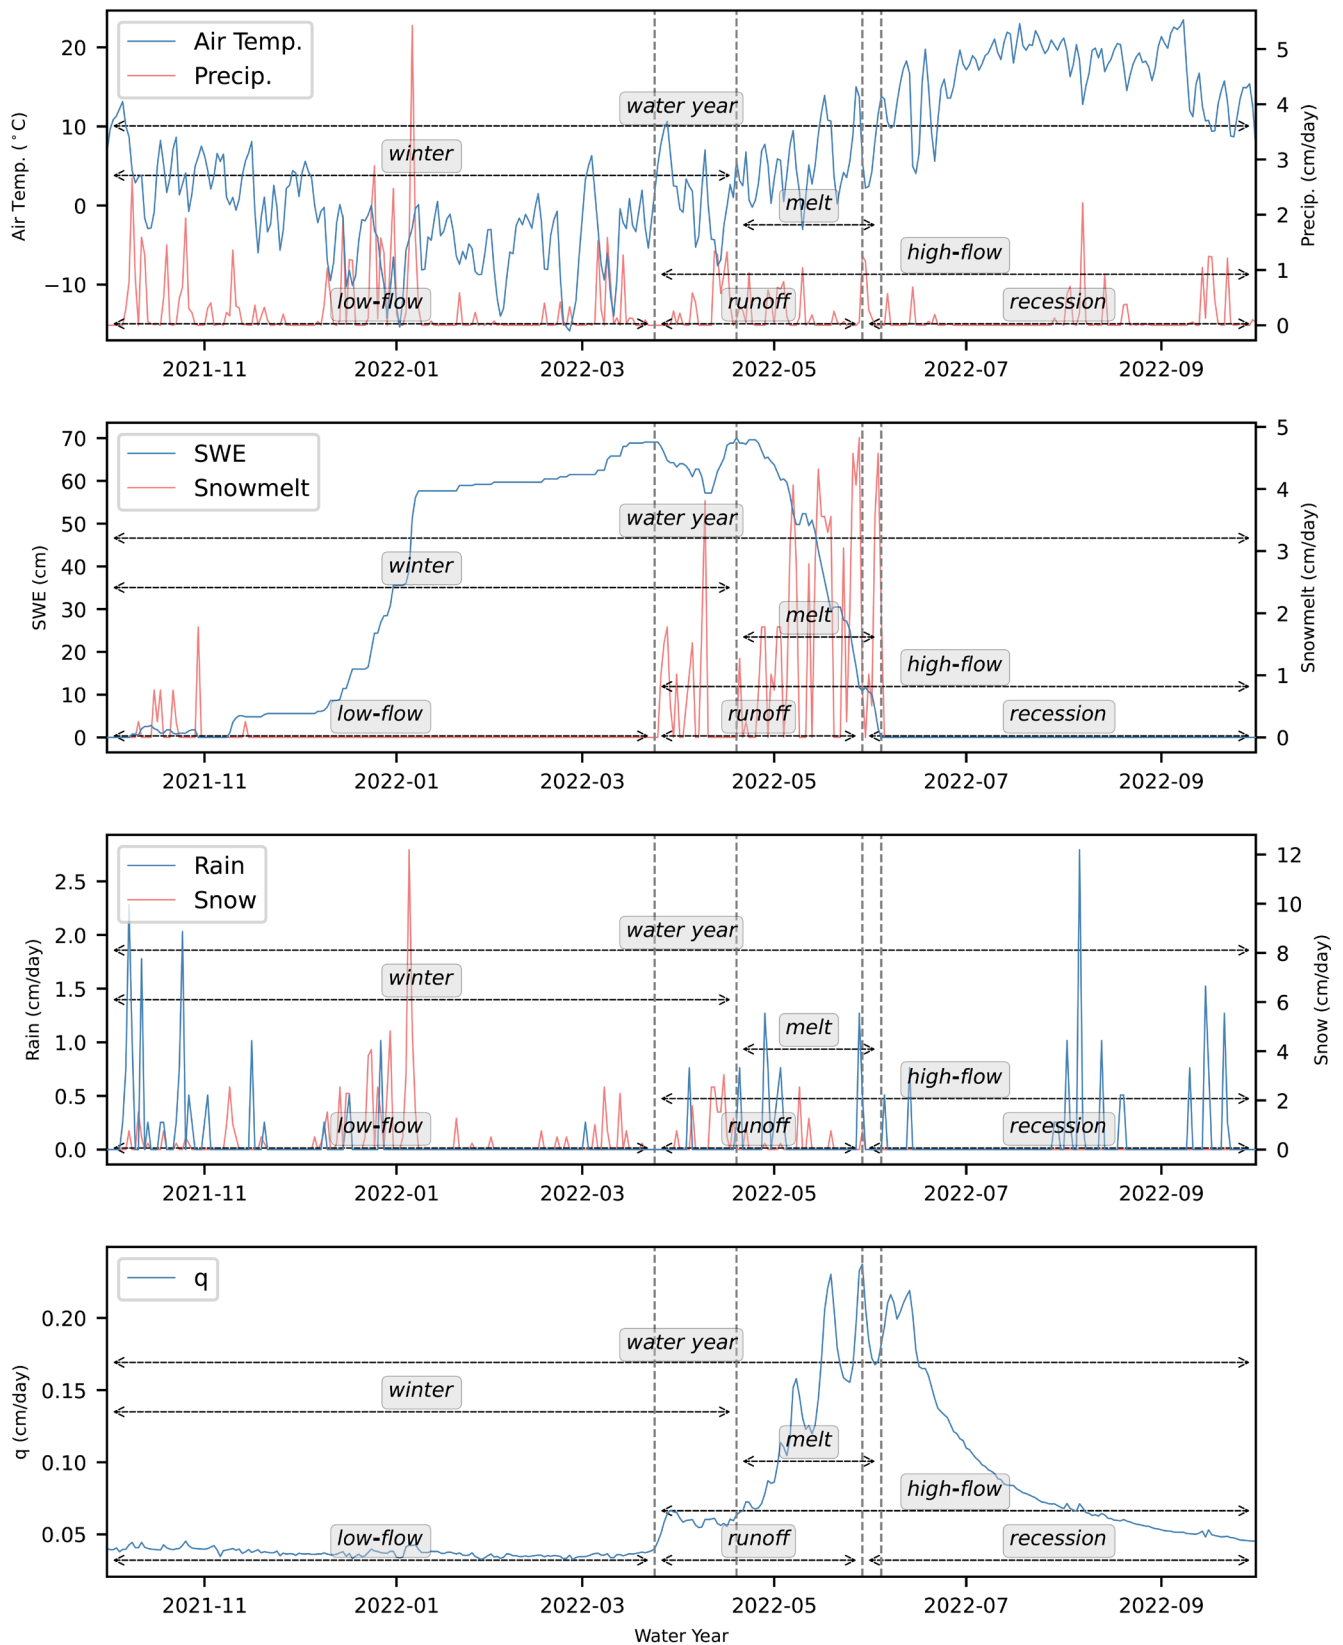 Air Temp.
Precip.
water year
winter
melt
high-flow
low-flow
runoff
recession
Air Temp. (°C)
20
10
0
−10
Precip. (cm/day)
5
4
3
2
1
0
2021-11 2022-01 2022-03 2022-05 2022-07 2022-09
SWE
Snowmelt
water year
winter
melt
high-flow
low-flow
runoff
recession
SWE (cm)
70
60
50
40
30
20
10
0
Snowmelt (cm/day)
5
4
3
2
1
0
2021-11 2022-01 2022-03 2022-05 2022-07 2022-09
Rain
Snow
water year
winter
melt
high-flow
low-flow
runoff
recession
Rain (cm/day)
2.5
2.0
1.5
1.0
0.5
0.0
Snow (cm/day)
12
10
8
6
4
2
0
2021-11 2022-01 2022-03 2022-05 2022-07 2022-09
q
water year
winter
melt
high-flow
low-flow
runoff
recession
q (cm/day)
0.20
0.15
0.10
0.05
2021-11 2022-01 2022-03 2022-05 2022-07 2022-09
Water Year